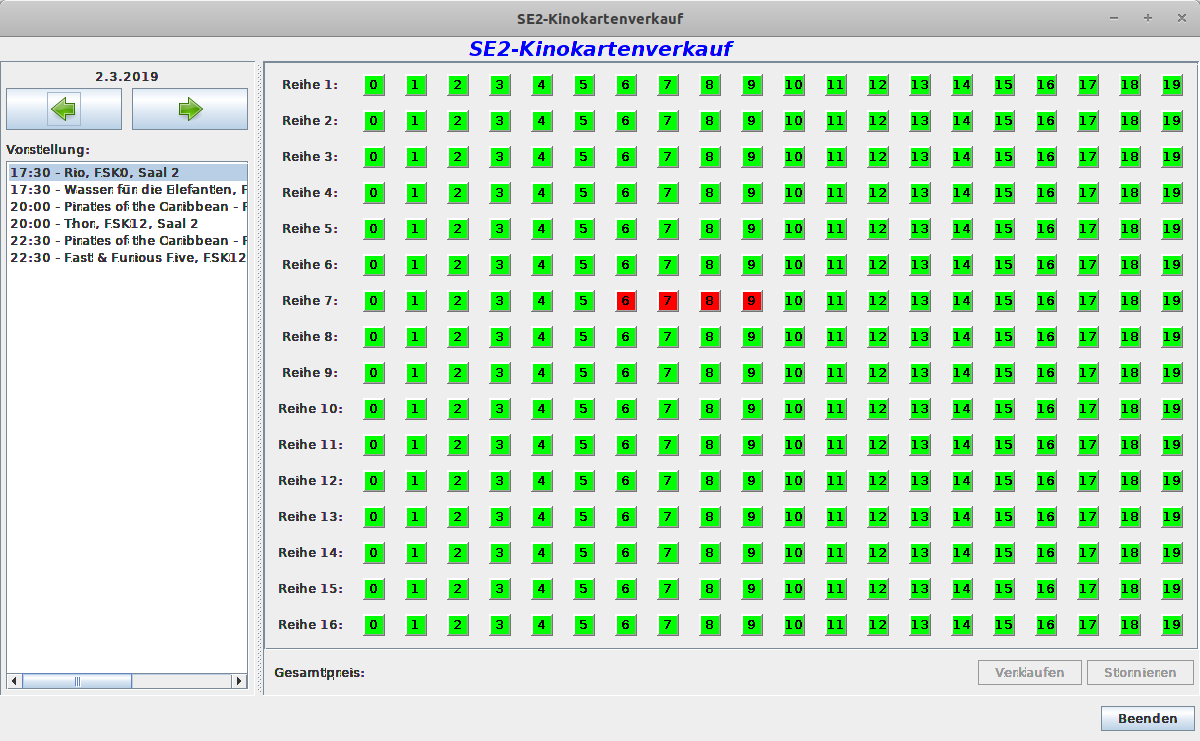 SE2-Kinokartenverkauf
SE2-Kinokartenverkauf
2.3.2019
Vorstellung:
17:30 - Rio, FSK0, Saal 2
17:30 - Wasser für die Elefanten, F
20:00 - Pirates of the Caribbean - F
20:00 - Thor, FSK12, Saal 2
22:30 - Pirates of the Caribbean - F
22:30 - Fast & Furious Five, FSK12
Reihe 1: 0 1 2 3 4 5 6 7 8 9 10 11 12 13 14 15 16 17 18 19
Reihe 2: 0 1 2 3 4 5 6 7 8 9 10 11 12 13 14 15 16 17 18 19
Reihe 3: 0 1 2 3 4 5 6 7 8 9 10 11 12 13 14 15 16 17 18 19
Reihe 4: 0 1 2 3 4 5 6 7 8 9 10 11 12 13 14 15 16 17 18 19
Reihe 5: 0 1 2 3 4 5 6 7 8 9 10 11 12 13 14 15 16 17 18 19
Reihe 6: 0 1 2 3 4 5 6 7 8 9 10 11 12 13 14 15 16 17 18 19
Reihe 7: 0 1 2 3 4 5 6 7 8 9 10 11 12 13 14 15 16 17 18 19
Reihe 8: 0 1 2 3 4 5 6 7 8 9 10 11 12 13 14 15 16 17 18 19
Reihe 9: 0 1 2 3 4 5 6 7 8 9 10 11 12 13 14 15 16 17 18 19
Reihe 10: 0 1 2 3 4 5 6 7 8 9 10 11 12 13 14 15 16 17 18 19
Reihe 11: 0 1 2 3 4 5 6 7 8 9 10 11 12 13 14 15 16 17 18 19
Reihe 12: 0 1 2 3 4 5 6 7 8 9 10 11 12 13 14 15 16 17 18 19
Reihe 13: 0 1 2 3 4 5 6 7 8 9 10 11 12 13 14 15 16 17 18 19
Reihe 14: 0 1 2 3 4 5 6 7 8 9 10 11 12 13 14 15 16 17 18 19
Reihe 15: 0 1 2 3 4 5 6 7 8 9 10 11 12 13 14 15 16 17 18 19
Reihe 16: 0 1 2 3 4 5 6 7 8 9 10 11 12 13 14 15 16 17 18 19
Gesamtpreis:
Verkaufen
Stornieren
Beenden